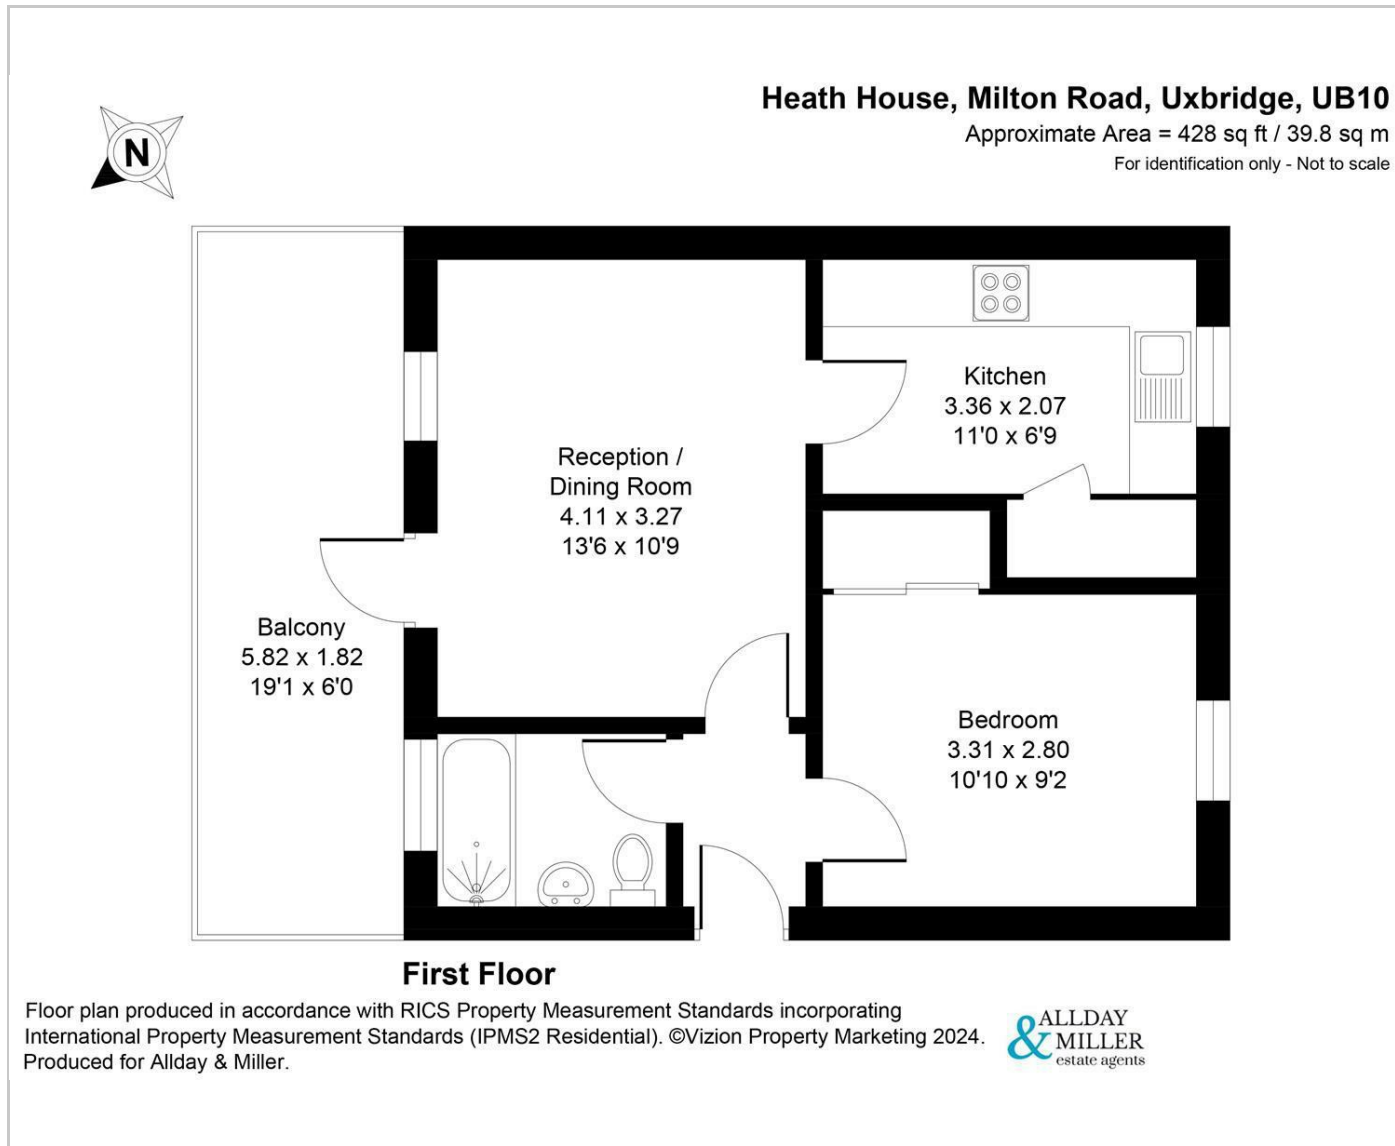 Heath House, Milton Road, Uxbridge, UB10
Approximate Area = 428 sq ft / 39.8 sq m
For identification only - Not to scale
N
Kitchen
3.36 x 2.07
11'0 x 6'9
Reception /
Dining Room
4.11 x 3.27
13'6 x 10'9
Balcony
5.82 x 1.82
19'1 x 6'0
Bedroom
3.31 x 2.80
10'10 x 9'2
First Floor
Floor plan produced in accordance with RICS Property Measurement Standards incorporating
International Property Measurement Standards (IPMS2 Residential). ©Vizion Property Marketing 2024.
Produced for Allday & Miller.
ALLDAY
& MILLER
estate agents